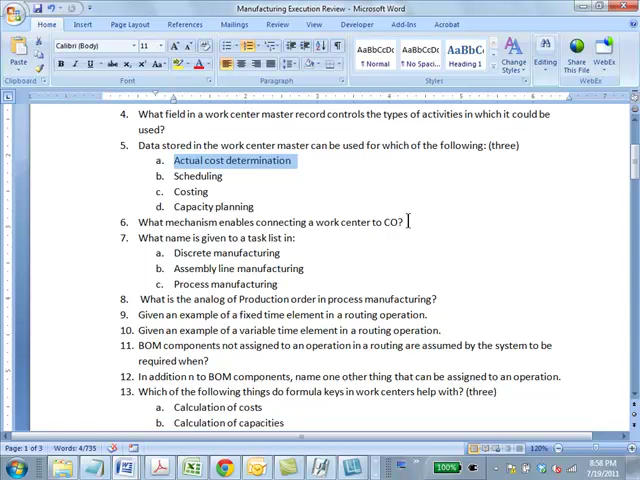 Manufacturing Execution Review - Microsoft Word
Home Insert Page Layout References Mailings Review View Developer Add-Ins Acrobat
Calibri (Body) 11
Paste
AaBbCcDc AaBbCcDc AaBbC
¶ Normal ¶ No Spaci... Heading 1
Change Styles
Editing
Share This File
WebEx
Clipboard Font Paragraph Styles WebEx
4. What field in a work center master record controls the types of activities in which it could be
used?
5. Data stored in the work center master can be used for which of the following: (three)
a. Actual cost determination
b. Scheduling
c. Costing
d. Capacity planning
6. What mechanism enables connecting a work center to CO?
7. What name is given to a task list in:
a. Discrete manufacturing
b. Assembly line manufacturing
c. Process manufacturing
8. What is the analog of Production order in process manufacturing?
9. Given an example of a fixed time element in a routing operation.
10. Given an example of a variable time element in a routing operation.
11. BOM components not assigned to an operation in a routing are assumed by the system to be
required when?
12. In addition n to BOM components, name one other thing that can be assigned to an operation.
13. Which of the following things do formula keys in work centers help with? (three)
a. Calculation of costs
b. Calculation of capacities
Page: 1 of 3 Words: 4/735 120%
100% 8:58 PM
7/19/2011